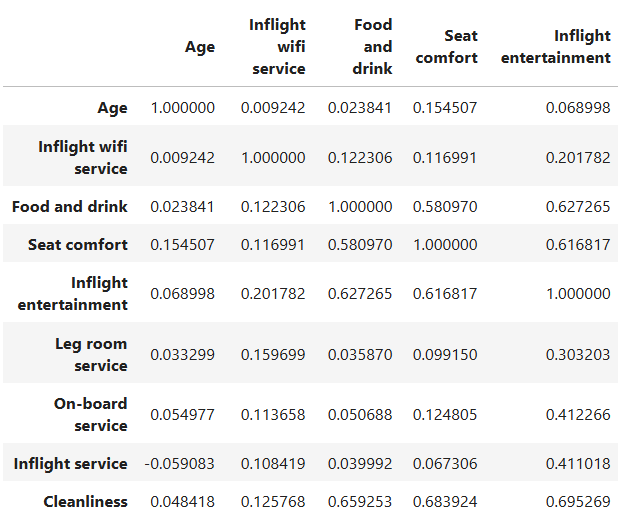 Age Inflight wifi service Food and drink Seat comfort Inflight entertainment
Age 1.000000 0.009242 0.023841 0.154507 0.068998
Inflight wifi service 0.009242 1.000000 0.122306 0.116991 0.201782
Food and drink 0.023841 0.122306 1.000000 0.580970 0.627265
Seat comfort 0.154507 0.116991 0.580970 1.000000 0.616817
Inflight entertainment 0.068998 0.201782 0.627265 0.616817 1.000000
Leg room service 0.033299 0.159699 0.035870 0.099150 0.303203
On-board service 0.054977 0.113658 0.050688 0.124805 0.412266
Inflight service -0.059083 0.108419 0.039992 0.067306 0.411018
Cleanliness 0.048418 0.125768 0.659253 0.683924 0.695269